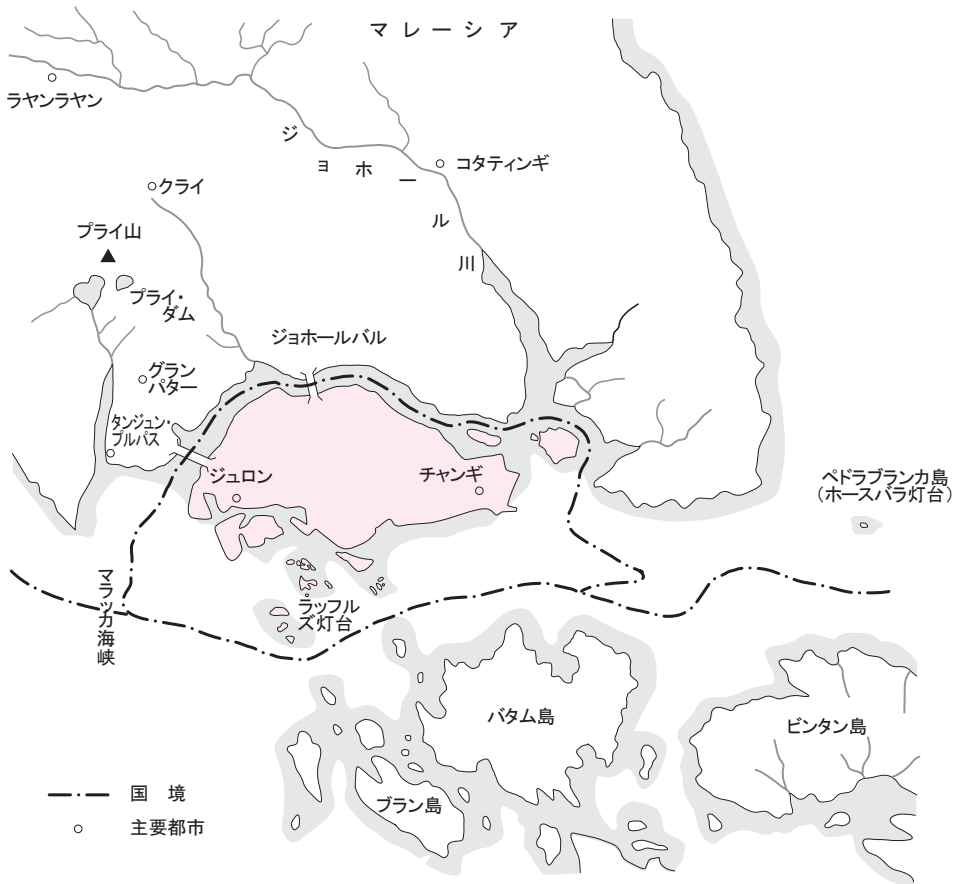 マレーシア
ラヤンラヤン
ジョホール川
コタティンギ
クライ
プライ山
プライ・
ダム
ジョホールバル
グラン
パター
タンジュン・
プルパス
ジュロン
チャンギ
ペドラブランカ島
(ホースバラ灯台)
マラッカ海峡
ラッフル
ズ灯台
バタム島
ビンタン島
ブラン島
国境
主要都市